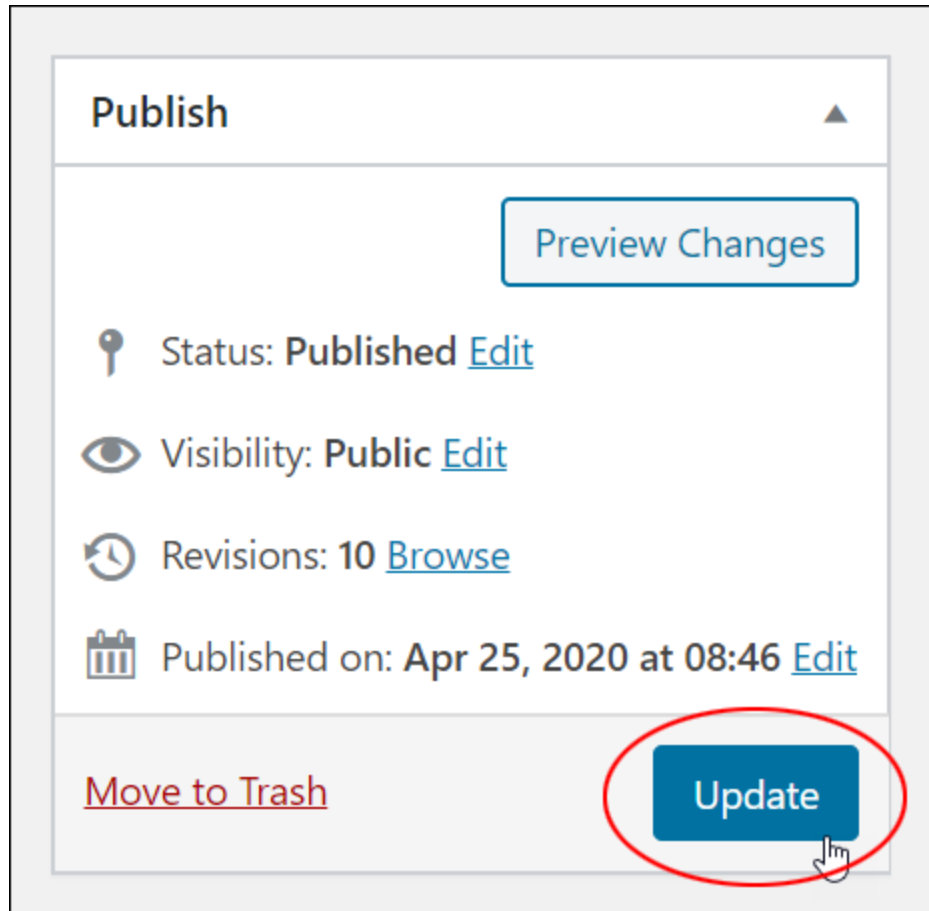 Publish
Preview Changes
Status: Published Edit
Visibility: Public Edit
Revisions: 10 Browse
Published on: Apr 25, 2020 at 08:46 Edit
Move to Trash
Update